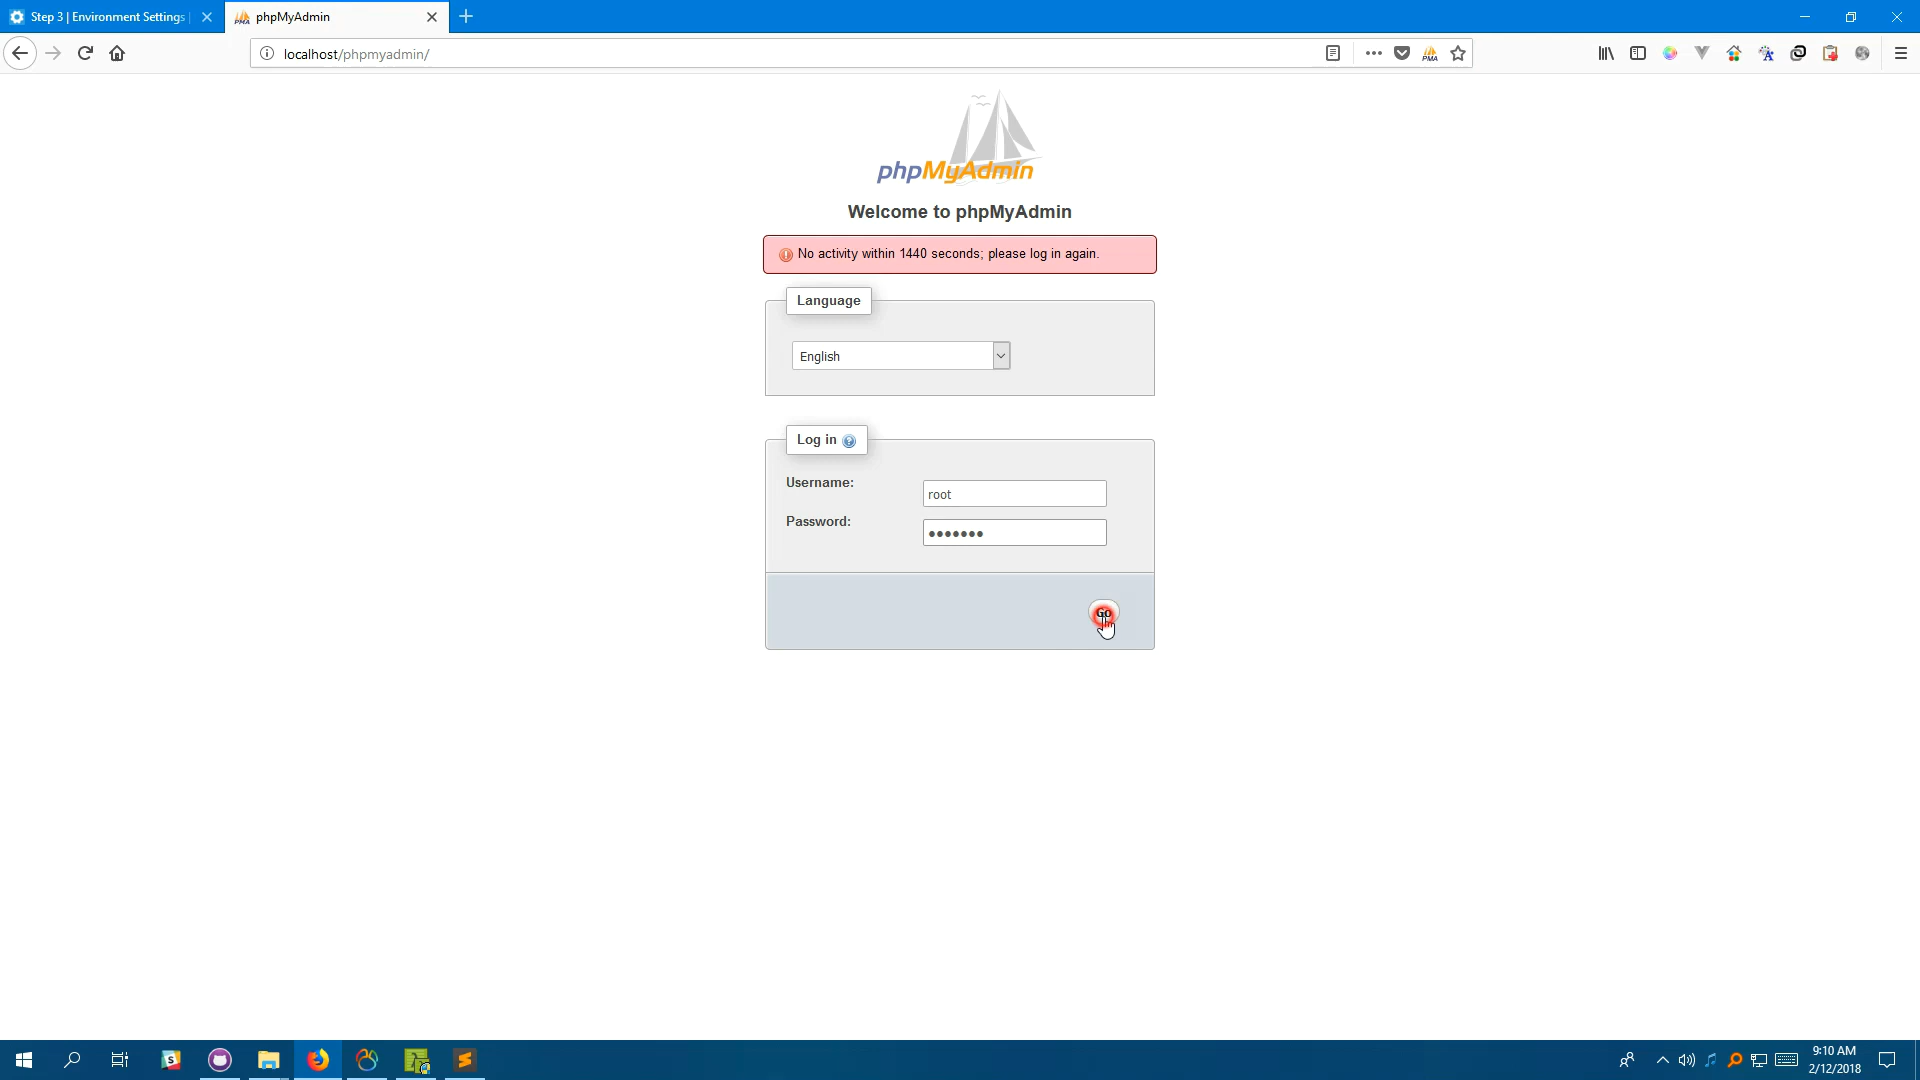 Step 3 | Environment Settings
phpMyAdmin
localhost/phpmyadmin/
PMA
phpMyAdmin
Welcome to phpMyAdmin
No activity within 1440 seconds; please log in again.
Language
English
Log in
Username:
root
Password:
Go
9:10 AM
2/12/2018